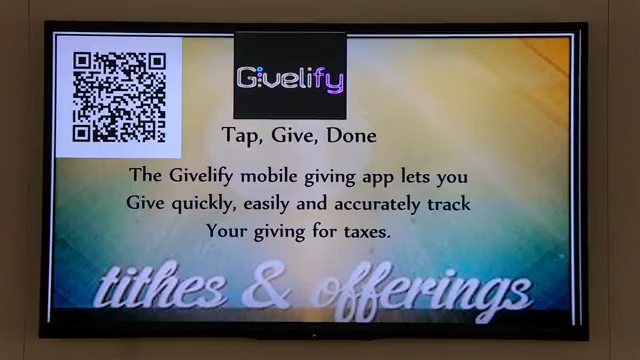 Givelify
Tap, Give, Done
The Givelify mobile giving app lets you
Give quickly, easily and accurately track
Your giving for taxes.
tithes & offerings